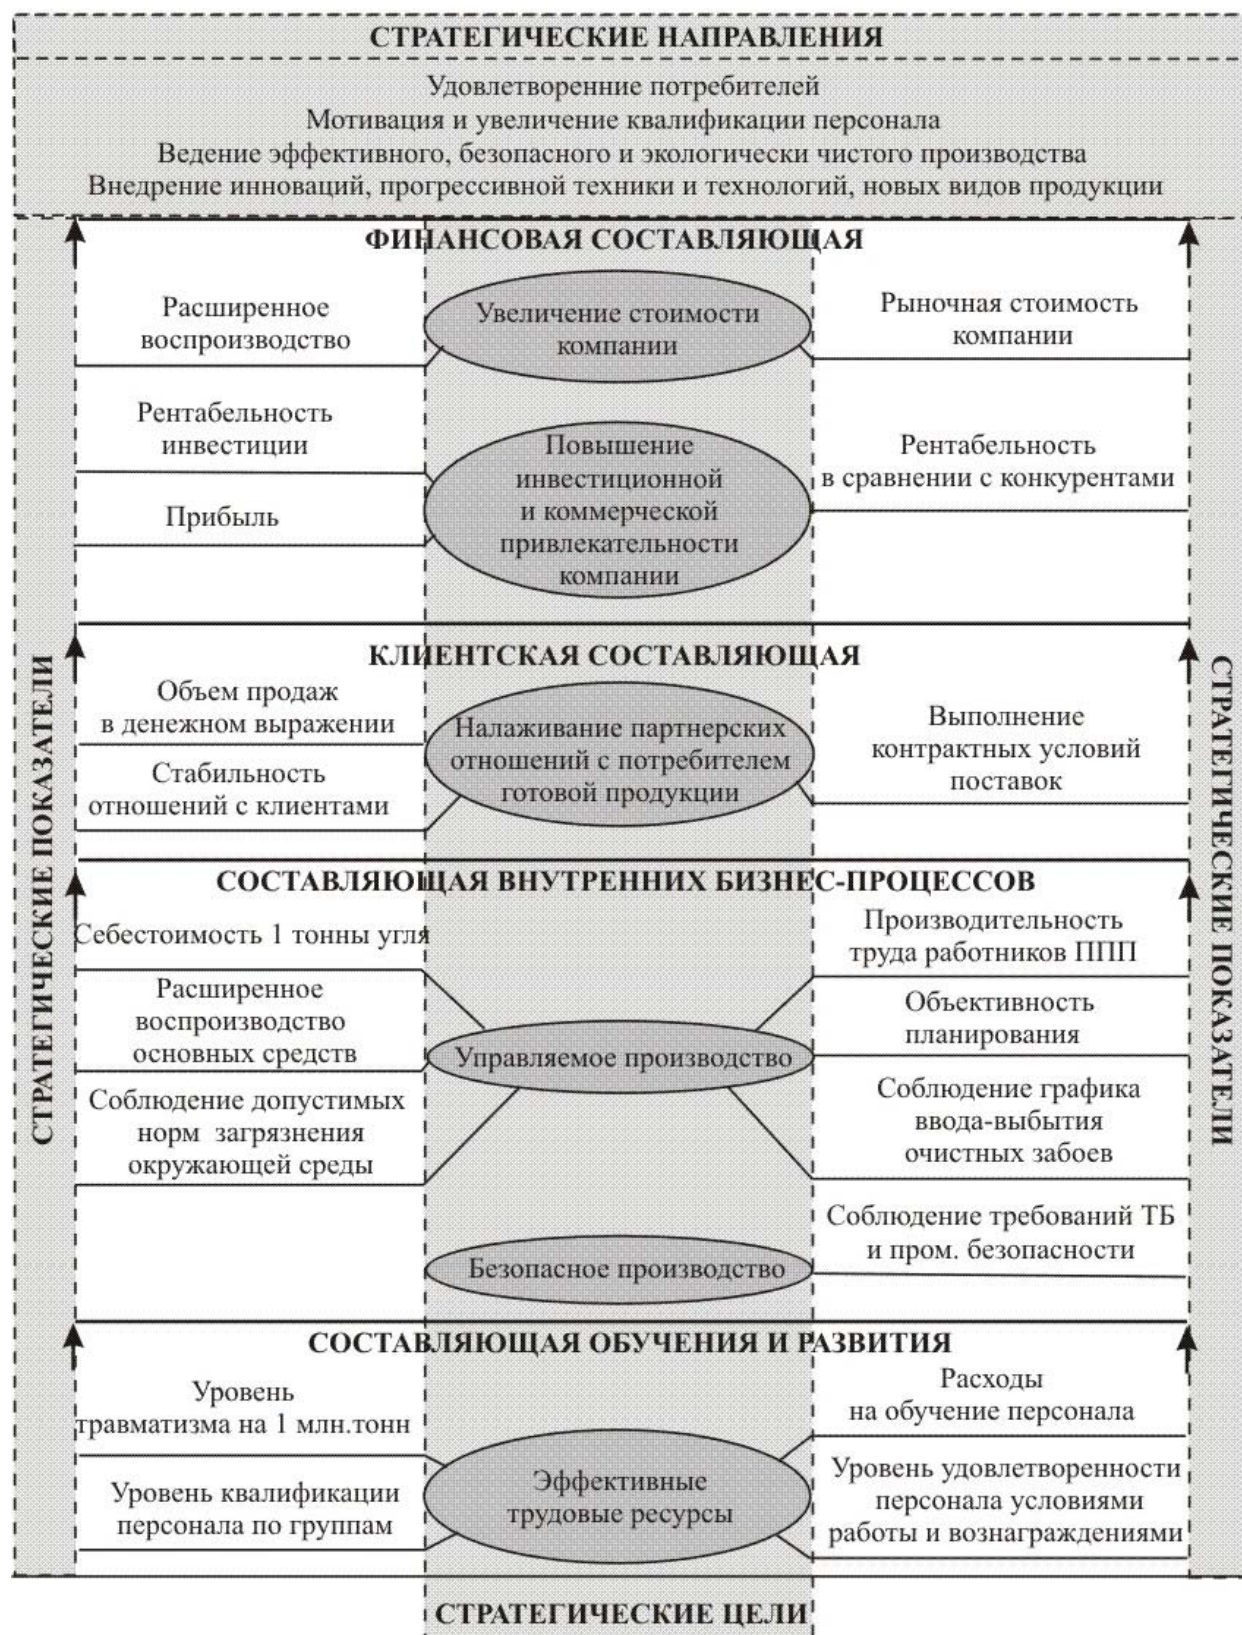 СТРАТЕГИЧЕСКИЕ НАПРАВЛЕНИЯ
Удовлетворенние потребителей
Мотивация и увеличение квалификации персонала
Ведение эффективного, безопасного и экологически чистого производства
Внедрение инноваций, прогрессивной техники и технологий, новых видов продукции
СТРАТЕГИЧЕСКИЕ ПОКАЗАТЕЛИ
ФИНАНСОВАЯ СОСТАВЛЯЮЩАЯ
Расширенное
воспроизводство
Увеличение стоимости
компании
Рыночная стоимость
компании
Рентабельность
инвестиции
Прибыль
Повышение
инвестиционной
и коммерческой
привлекательности
компании
Рентабельность
в сравнении с конкурентами
КЛИЕНТСКАЯ СОСТАВЛЯЮЩАЯ
Объем продаж
в денежном выражении
Стабильность
отношений с клиентами
Налаживание партнерских
отношений с потребителем
готовой продукции
Выполнение
контрактных условий
поставок
СОСТАВЛЯЮЩАЯ ВНУТРЕННИХ БИЗНЕС-ПРОЦЕССОВ
Себестоимость 1 тонны угля
Расширенное
воспроизводство
основных средств
Соблюдение допустимых
норм загрязнения
окружающей среды
Управляемое производство
Производительность
труда работников ППП
Объективность
планирования
Соблюдение графика
ввода-выбытия
очистных забоев
Безопасное производство
Соблюдение требований ТБ
и пром. безопасности
СОСТАВЛЯЮЩАЯ ОБУЧЕНИЯ И РАЗВИТИЯ
Уровень
травматизма на 1 млн.тонн
Уровень квалификации
персонала по группам
Эффективные
трудовые ресурсы
Расходы
на обучение персонала
Уровень удовлетворенности
персонала условиями
работы и вознаграждениями
СТРАТЕГИЧЕСКИЕ ПОКАЗАТЕЛИ
СТРАТЕГИЧЕСКИЕ ЦЕЛИ